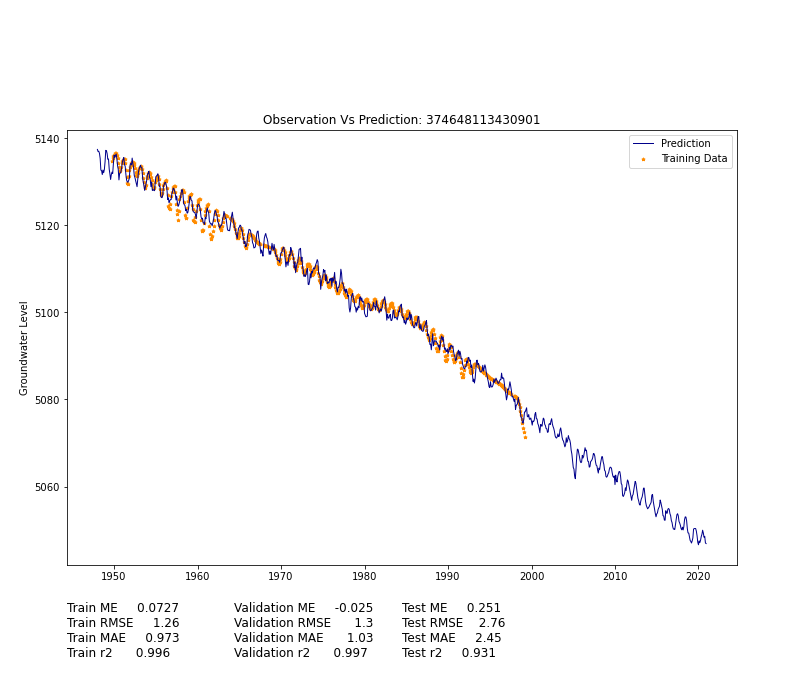 Observation Vs Prediction: 374648113430901
Prediction
Training Data
5140
5120
5100
5080
5060
Groundwater Level
1950 1960 1970 1980 1990 2000 2010 2020
Train ME 0.0727 Validation ME -0.025 Test ME 0.251
Train RMSE 1.26 Validation RMSE 1.3 Test RMSE 2.76
Train MAE 0.973 Validation MAE 1.03 Test MAE 2.45
Train r2 0.996 Validation r2 0.997 Test r2 0.931